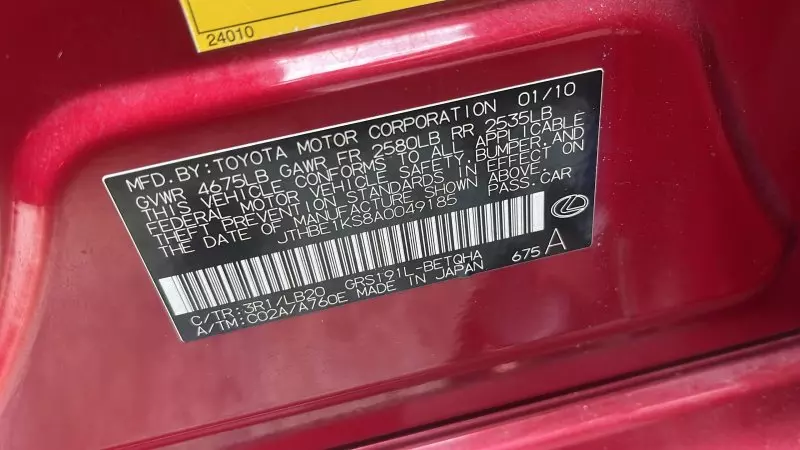 24010
MFD. BY: TOYOTA MOTOR CORPORATION 01/10
GVWR 4675LB GAWR FR 2580LB RR 2535LB
THIS VEHICLE CONFORMS TO ALL APPLICABLE
FEDERAL MOTOR VEHICLE SAFETY, BUMPER, AND
THEFT PREVENTION STANDARDS IN EFFECT ON
THE DATE OF MANUFACTURE SHOWN ABOVE.
JTHBE1KS8A0049185 PASS. CAR
C/TR: 3R1/LB20 GRS191L-BETQHA 675 A
A/TM: C02A/A760E MADE IN JAPAN